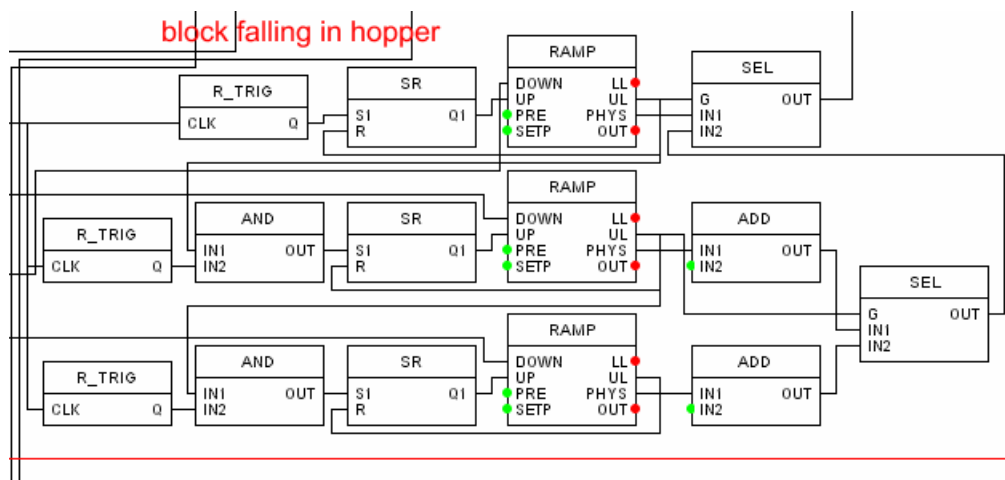 block falling in hopper
RAMP
SEL
R_TRIG
SR
DOWN LL
UP UL
PRE PHYS
SETP OUT
G OUT
IN1
IN2
CLK Q
S1 Q1
R
RAMP
R_TRIG
AND
SR
ADD
DOWN LL
UP UL
PRE PHYS
SETP OUT
CLK Q
IN1 OUT
IN2
S1 Q1
R
IN1 OUT
IN2
SEL
G OUT
IN1
IN2
RAMP
R_TRIG
AND
SR
ADD
DOWN LL
UP UL
PRE PHYS
SETP OUT
CLK Q
IN1 OUT
IN2
S1 Q1
R
IN1 OUT
IN2